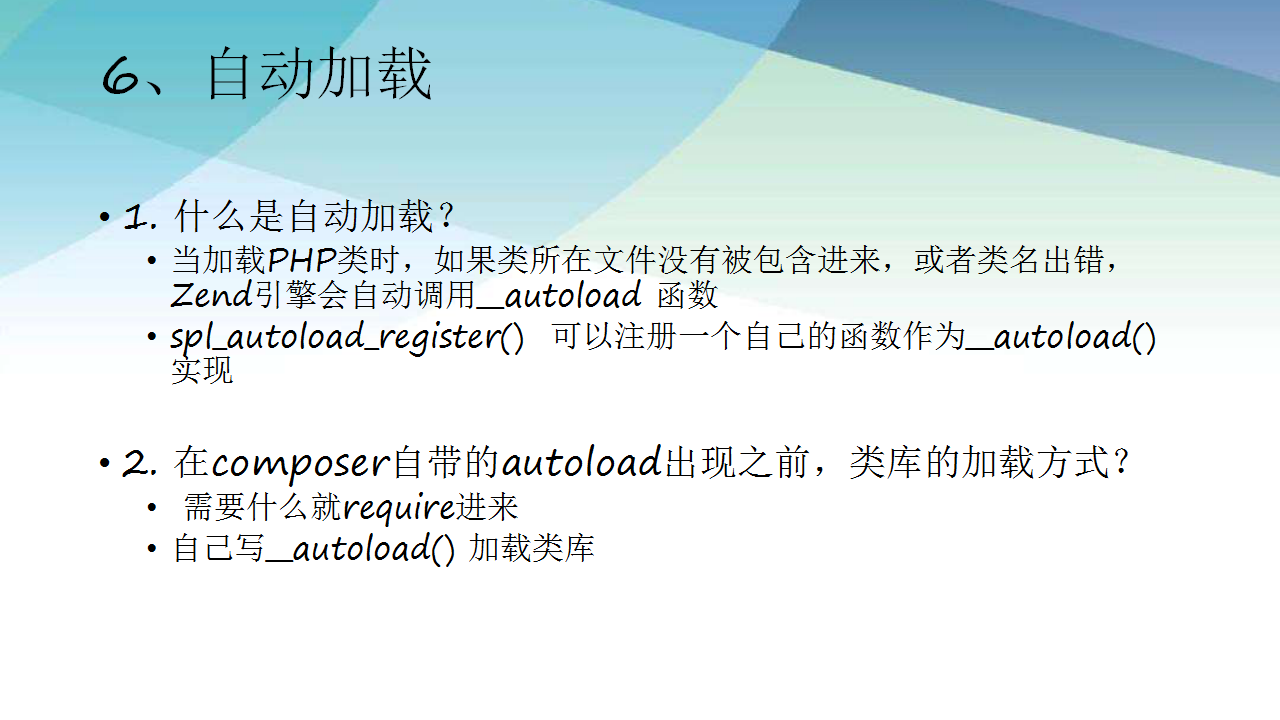 6、自动加载
• 1. 什么是自动加载？
• 当加载PHP类时，如果类所在文件没有被包含进来，或者类名出错，
Zend引擎会自动调用__autoload 函数
• spl_autoload_register() 可以注册一个自己的函数作为__autoload()
实现
• 2. 在composer自带的autoload出现之前，类库的加载方式？
• 需要什么就require进来
• 自己写__autoload() 加载类库